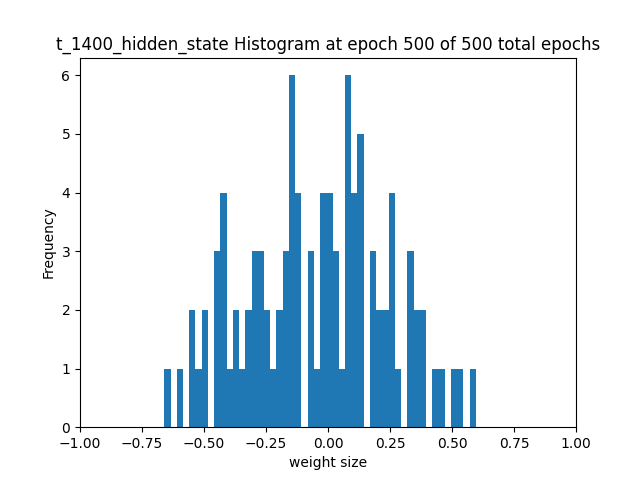 t_1400_hidden_state Histogram at epoch 500 of 500 total epochs
Frequency
6
5
4
3
2
1
0
−1.00 −0.75 −0.50 −0.25 0.00 0.25 0.50 0.75 1.00
weight size